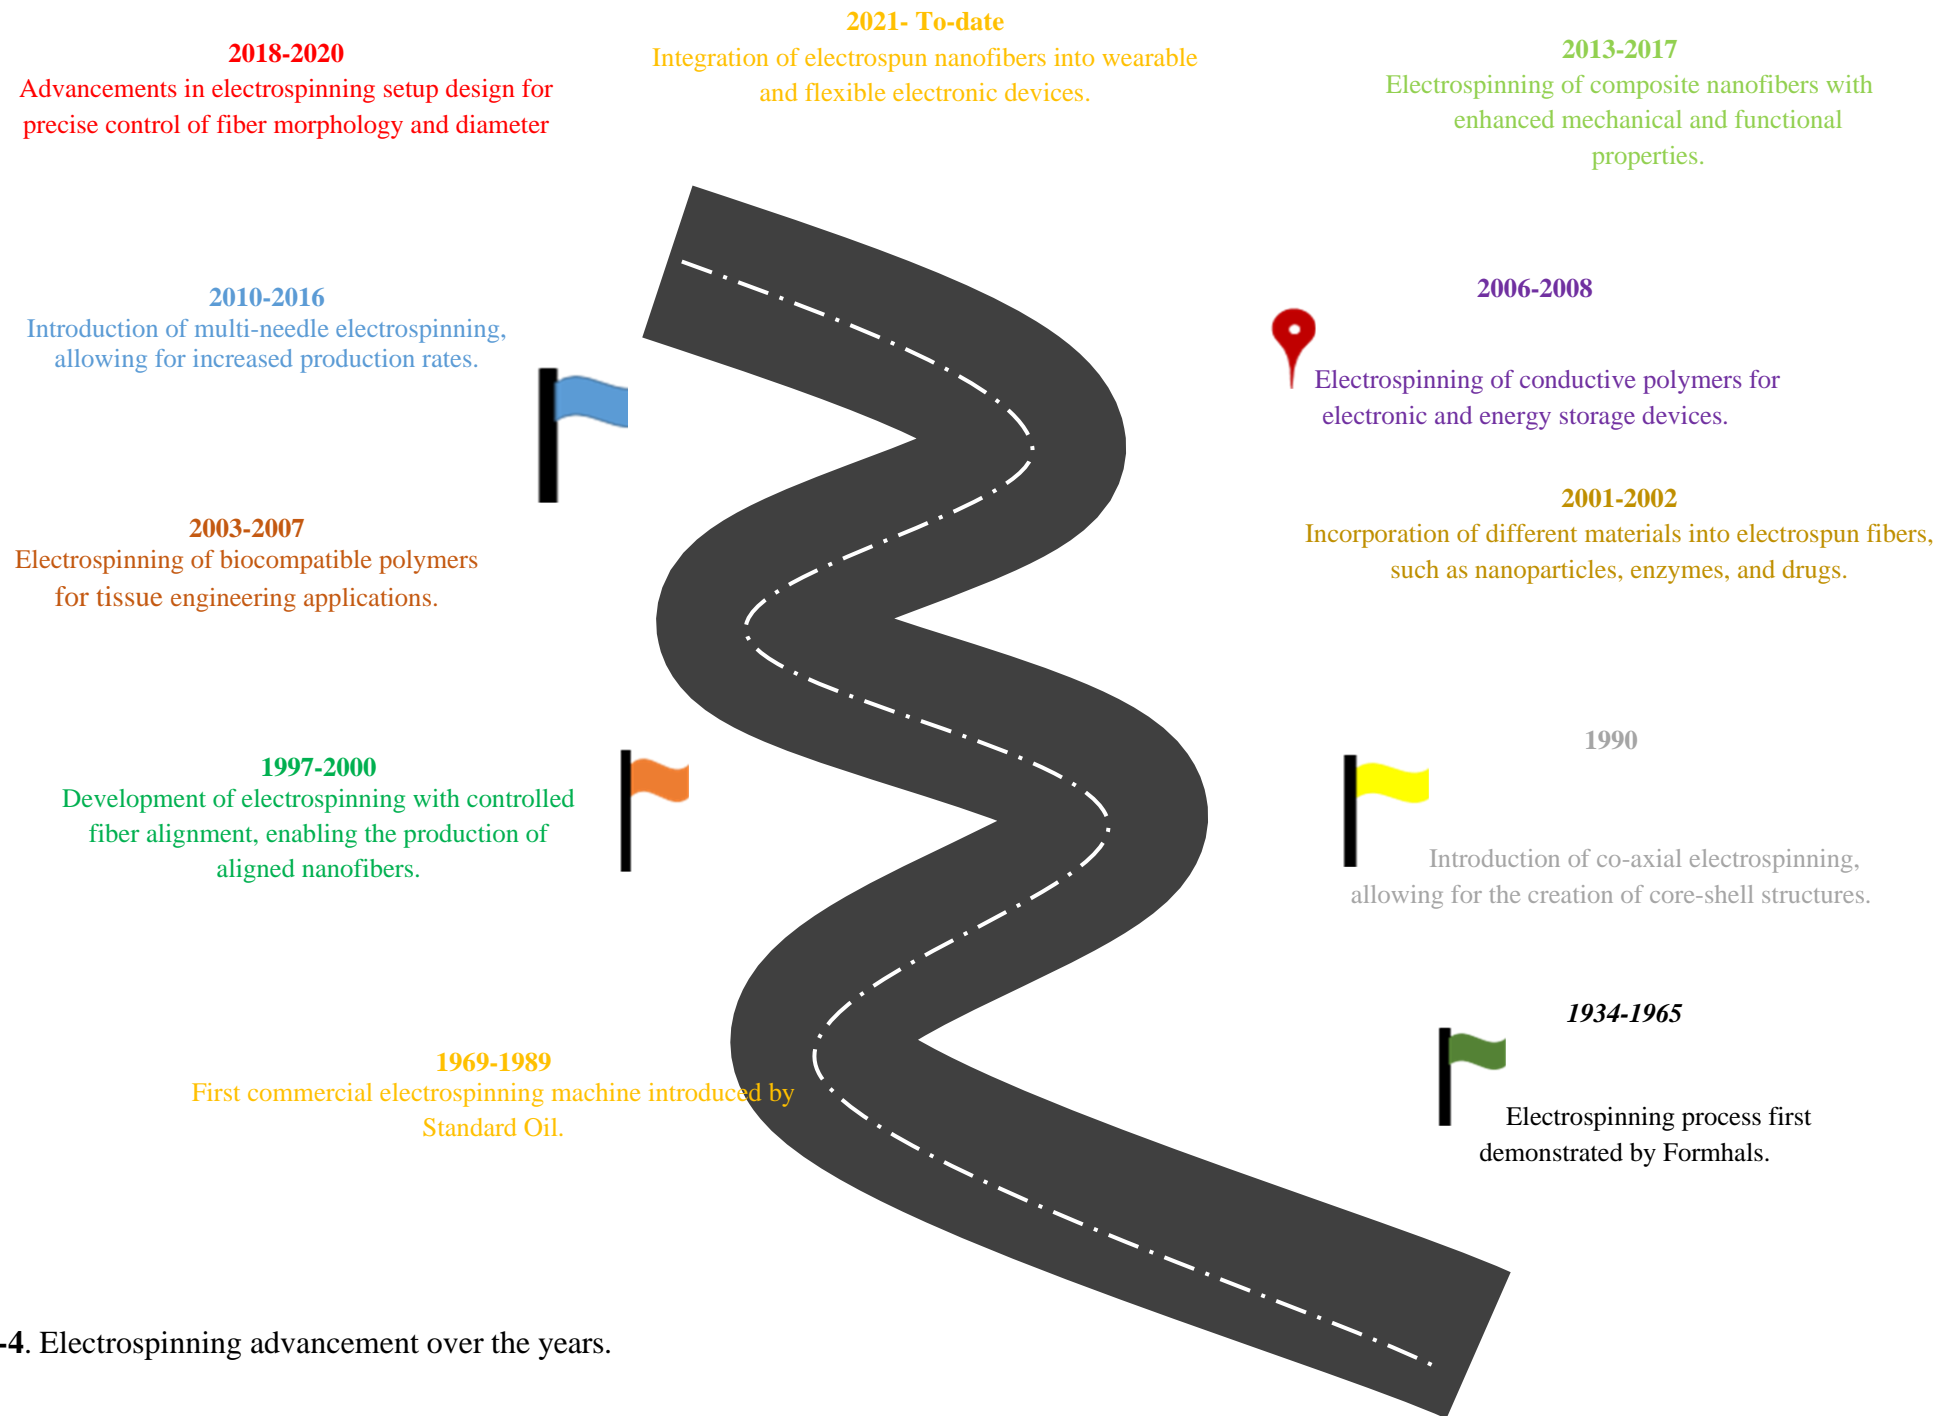 2021- To-date
Integration of electrospun nanofibers into wearable
and flexible electronic devices.
2018-2020
Advancements in electrospinning setup design for
precise control of fiber morphology and diameter
2013-2017
Electrospinning of composite nanofibers with
enhanced mechanical and functional
properties.
2010-2016
Introduction of multi-needle electrospinning,
allowing for increased production rates.
2006-2008
Electrospinning of conductive polymers for
electronic and energy storage devices.
2003-2007
Electrospinning of biocompatible polymers
for tissue engineering applications.
2001-2002
Incorporation of different materials into electrospun fibers,
such as nanoparticles, enzymes, and drugs.
1997-2000
Development of electrospinning with controlled
fiber alignment, enabling the production of
aligned nanofibers.
1990
Introduction of co-axial electrospinning,
allowing for the creation of core-shell structures.
1969-1989
First commercial electrospinning machine introduced by
Standard Oil.
1934-1965
Electrospinning process first
demonstrated by Formhals.
-4. Electrospinning advancement over the years.